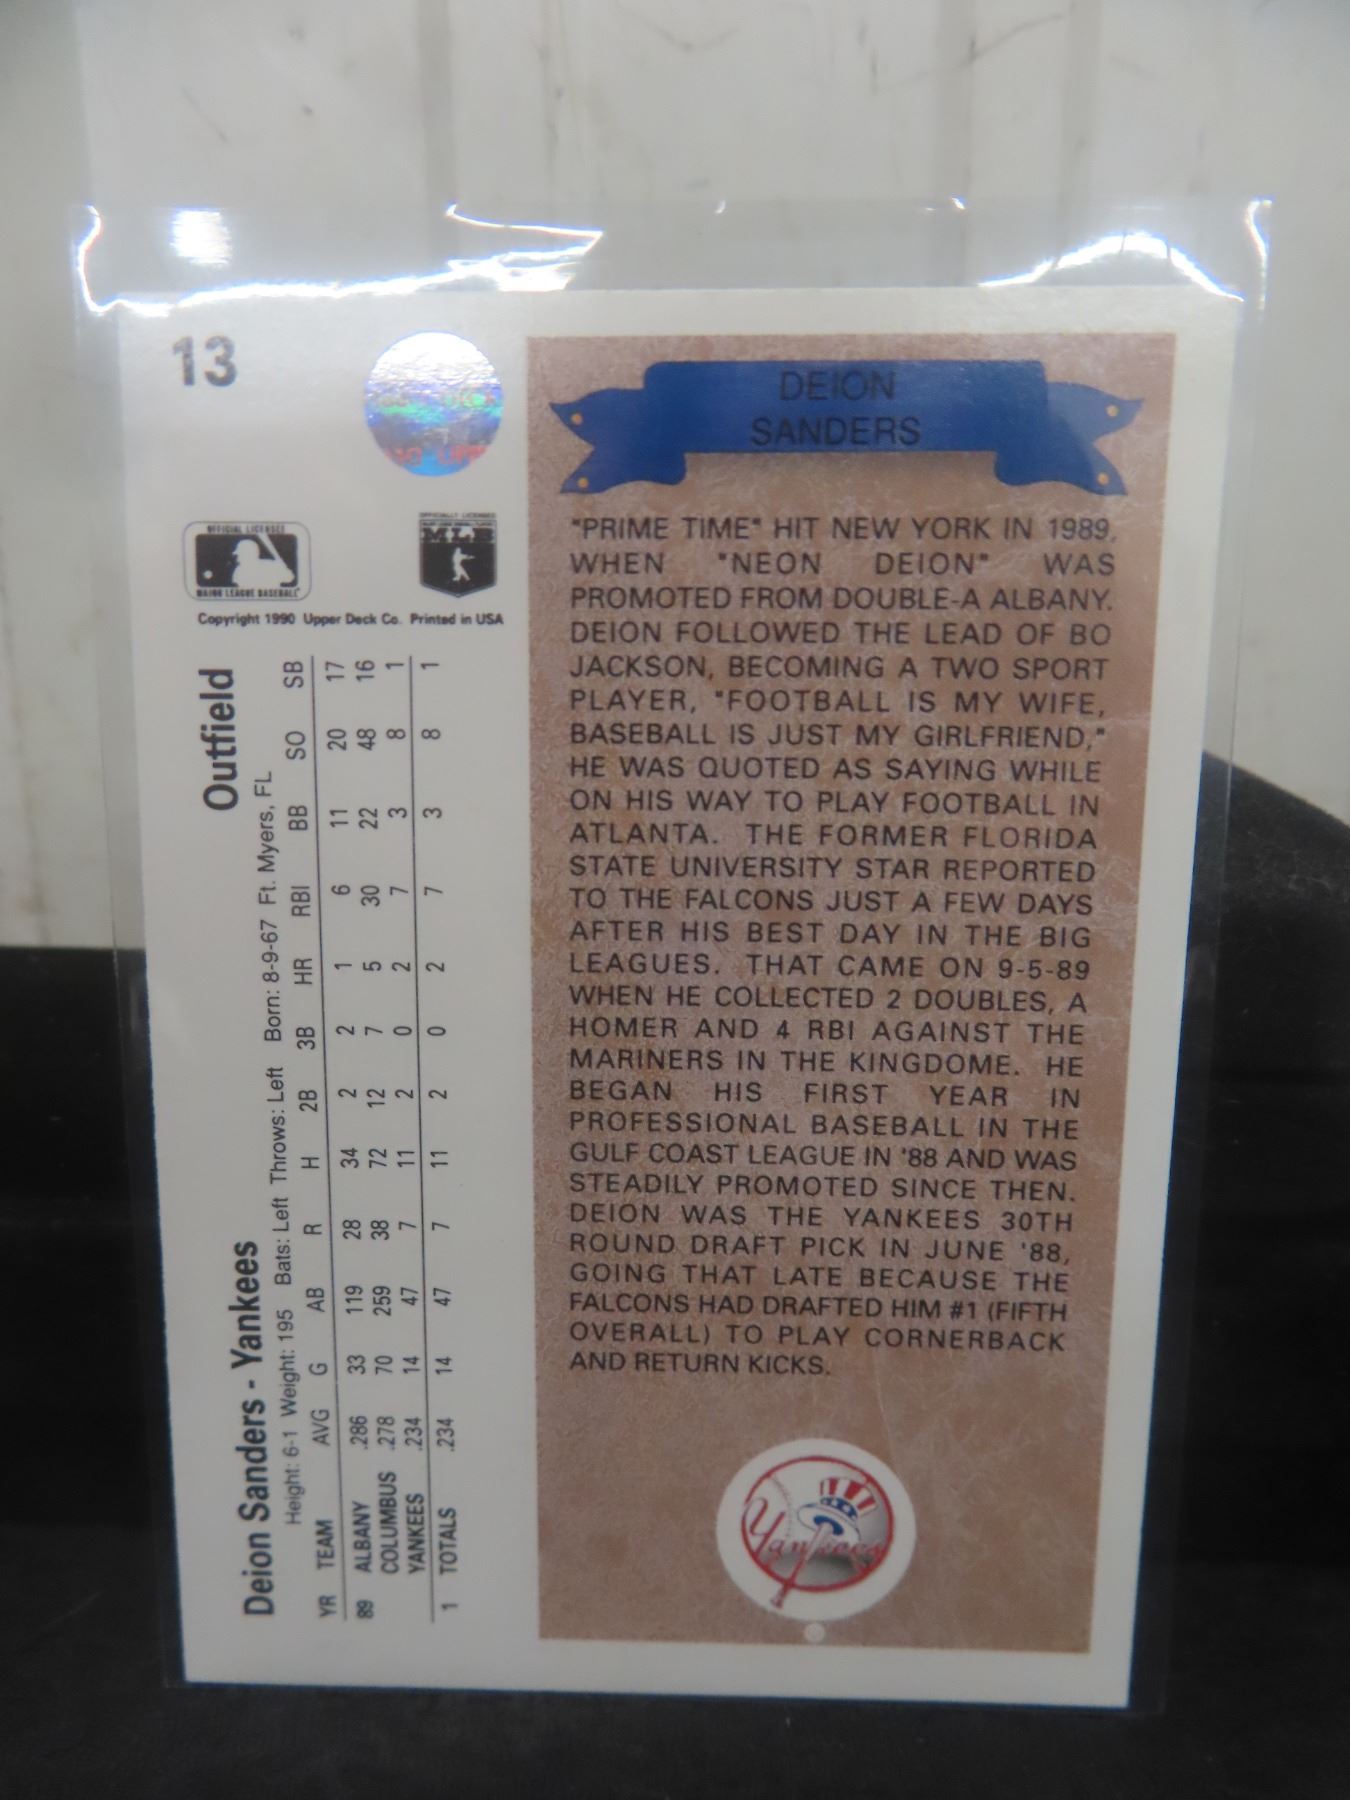 13
OFFICIAL LICENSEE
MAJOR LEAGUE BASEBALL
OFFICIALLY LICENSED
MLB
Copyright 1990 Upper Deck Co. Printed in USA
Deion Sanders - Yankees Outfield
Height: 6-1 Weight: 195 Bats: Left Throws: Left Born: 8-9-67 Ft. Myers, FL
YR TEAM AVG G AB R H 2B 3B HR RBI BB SO SB
89 ALBANY .286 33 119 28 34 2 2 1 6 11 20 17
COLUMBUS .278 70 259 38 72 12 7 5 30 22 48 16
YANKEES .234 14 47 7 11 2 0 2 7 3 8 1
1 TOTALS .234 14 47 7 11 2 0 2 7 3 8 1
DEION
SANDERS
"PRIME TIME" HIT NEW YORK IN 1989,
WHEN "NEON DEION" WAS
PROMOTED FROM DOUBLE-A ALBANY.
DEION FOLLOWED THE LEAD OF BO
JACKSON, BECOMING A TWO SPORT
PLAYER, "FOOTBALL IS MY WIFE,
BASEBALL IS JUST MY GIRLFRIEND,"
HE WAS QUOTED AS SAYING WHILE
ON HIS WAY TO PLAY FOOTBALL IN
ATLANTA. THE FORMER FLORIDA
STATE UNIVERSITY STAR REPORTED
TO THE FALCONS JUST A FEW DAYS
AFTER HIS BEST DAY IN THE BIG
LEAGUES. THAT CAME ON 9-5-89
WHEN HE COLLECTED 2 DOUBLES, A
HOMER AND 4 RBI AGAINST THE
MARINERS IN THE KINGDOME. HE
BEGAN HIS FIRST YEAR IN
PROFESSIONAL BASEBALL IN THE
GULF COAST LEAGUE IN '88 AND WAS
STEADILY PROMOTED SINCE THEN.
DEION WAS THE YANKEES 30TH
ROUND DRAFT PICK IN JUNE '88,
GOING THAT LATE BECAUSE THE
FALCONS HAD DRAFTED HIM #1 (FIFTH
OVERALL) TO PLAY CORNERBACK
AND RETURN KICKS.
Yankees